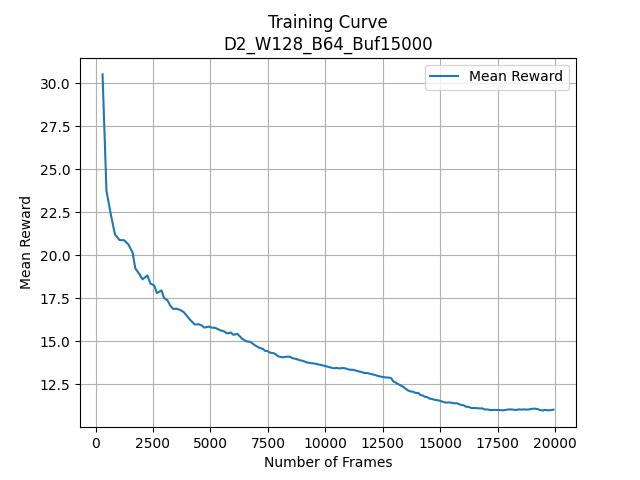 Training Curve
D2_W128_B64_Buf15000
Mean Reward
30.0
27.5
25.0
22.5
20.0
17.5
15.0
12.5
Mean Reward
0 2500 5000 7500 10000 12500 15000 17500 20000
Number of Frames